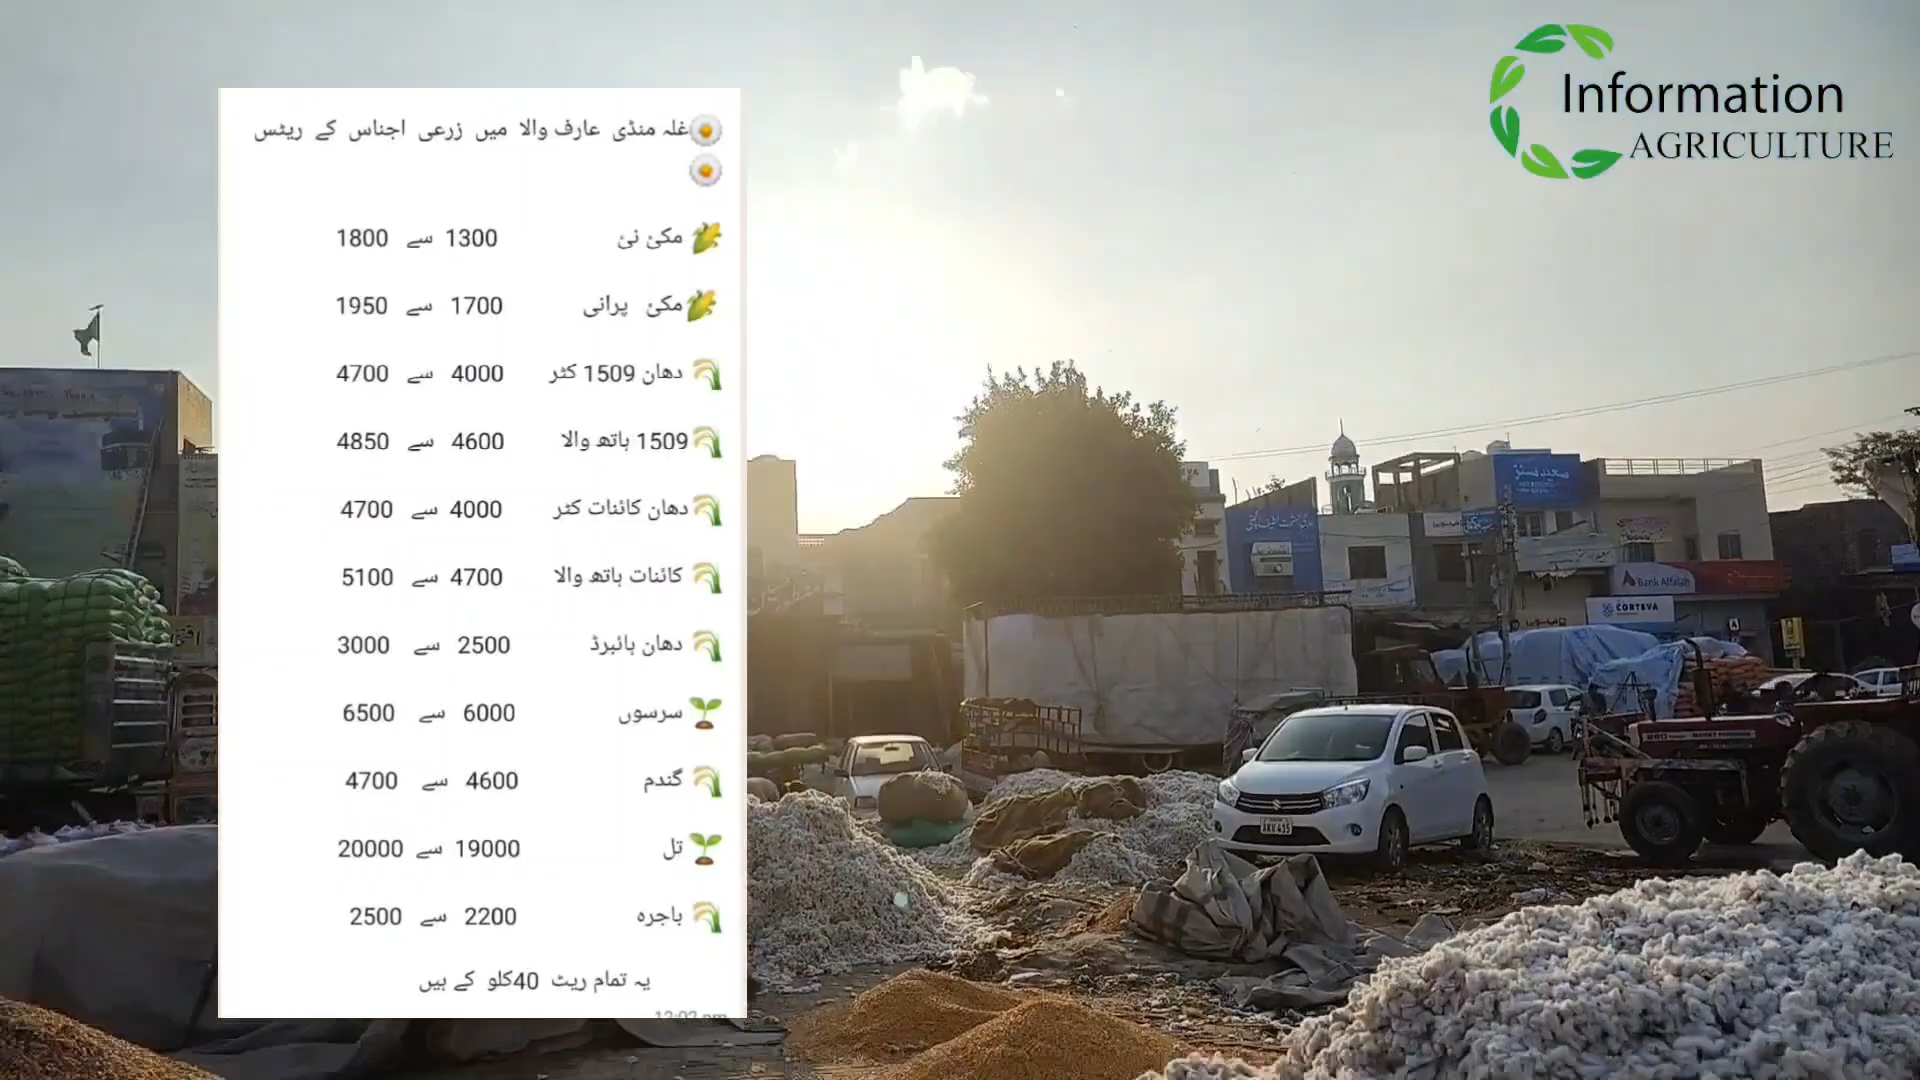 غلہ منڈی عارف والا میں زرعی اجناس کے ریٹس
مکئ نئ 1300 سے 1800
مکئ پرانی 1700 سے 1950
دھان 1509 کٹر 4000 سے 4700
1509 ہاتھ والا 4600 سے 4850
دھان کائنات کٹر 4000 سے 4700
کائنات ہاتھ والا 4700 سے 5100
دھان ہائبرڈ 2500 سے 3000
سرسوں 6000 سے 6500
گندم 4600 سے 4700
تل 19000 سے 20000
باجرہ 2200 سے 2500
یہ تمام ریٹ 40کلو کے ہیں
Information
AGRICULTURE
Bank Alfalah
CORTEVA